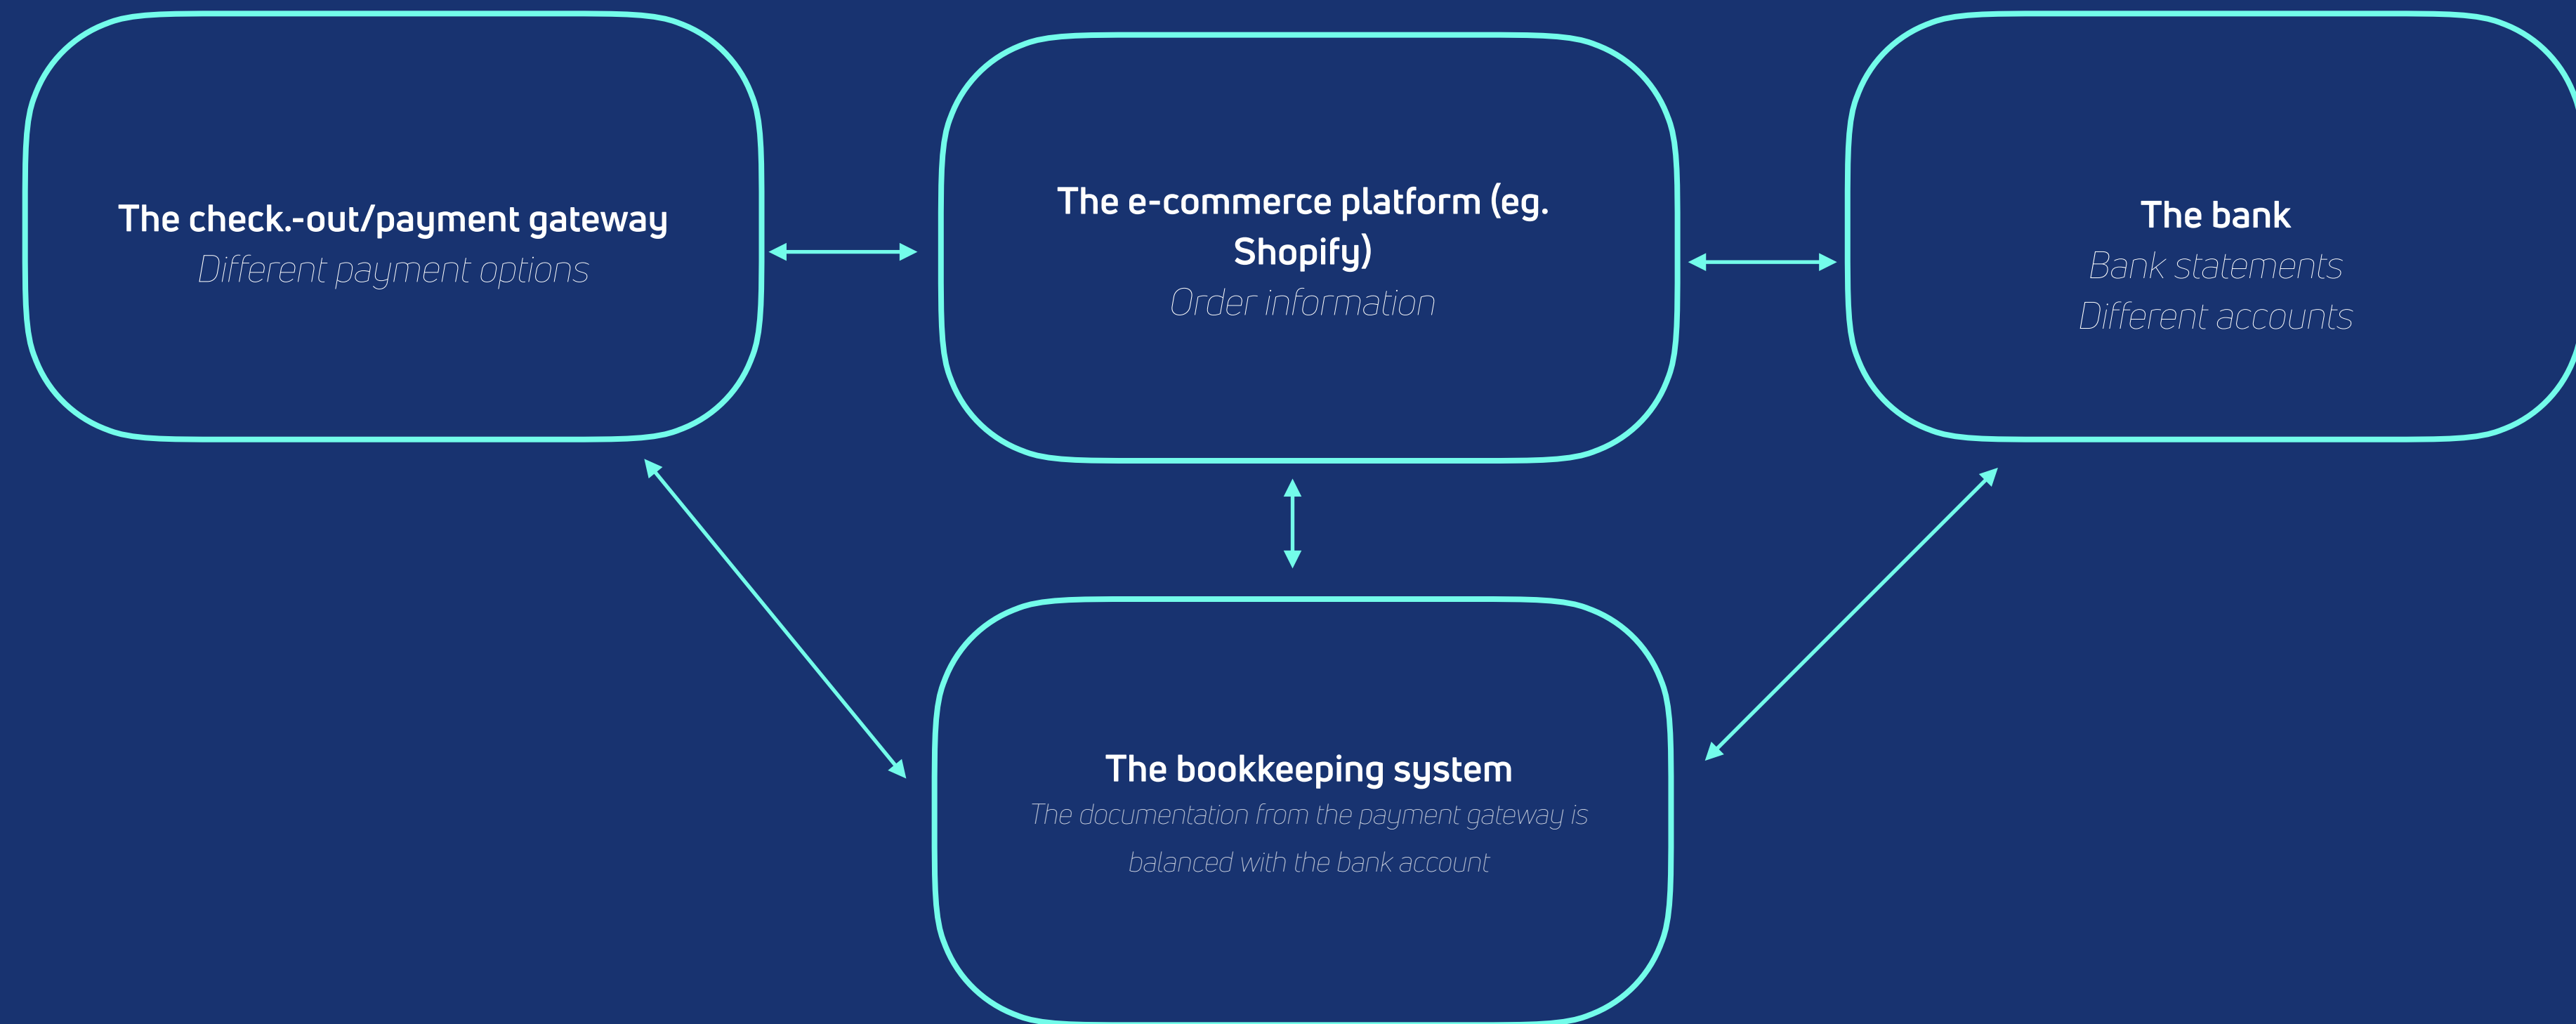 The check.-out/payment gateway
Different payment options
The e-commerce platform (eg.
Shopify)
Order information
The bank
Bank statements
Different accounts
The bookkeeping system
The documentation from the payment gateway is
balanced with the bank account